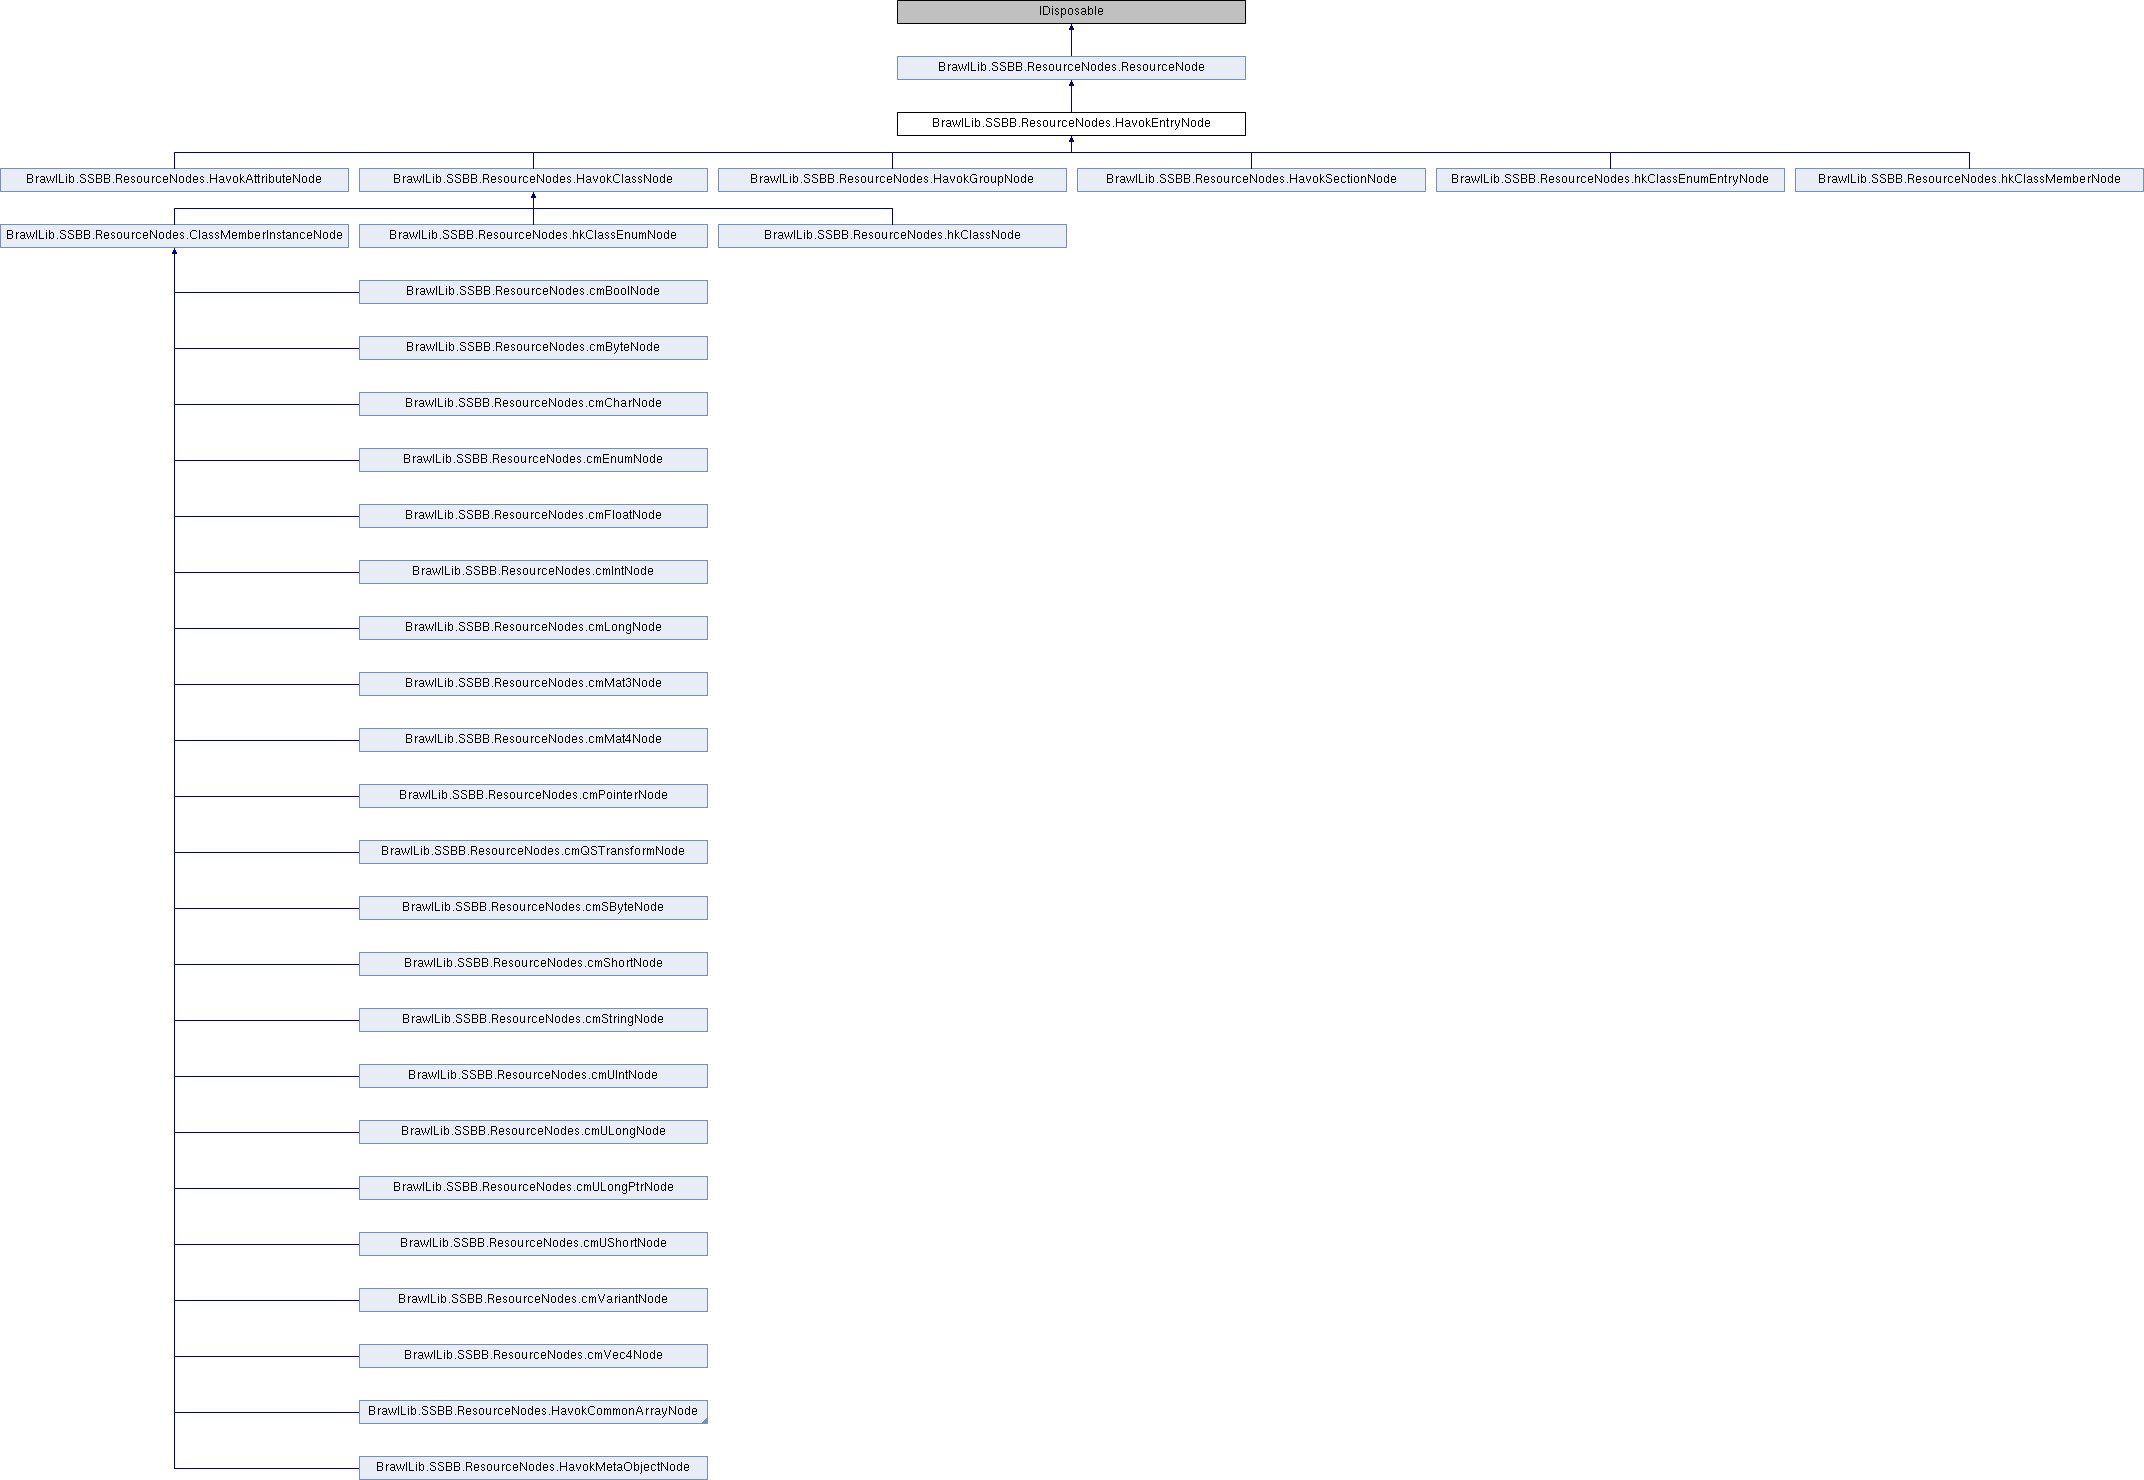 IDisposable
BrawlLib.SSBB.ResourceNodes.ResourceNode
BrawlLib.SSBB.ResourceNodes.HavokEntryNode
BrawlLib.SSBB.ResourceNodes.HavokAttributeNode
BrawlLib.SSBB.ResourceNodes.HavokClassNode
BrawlLib.SSBB.ResourceNodes.HavokGroupNode
BrawlLib.SSBB.ResourceNodes.HavokSectionNode
BrawlLib.SSBB.ResourceNodes.hkClassEnumEntryNode
BrawlLib.SSBB.ResourceNodes.hkClassMemberNode
BrawlLib.SSBB.ResourceNodes.ClassMemberInstanceNode
BrawlLib.SSBB.ResourceNodes.hkClassEnumNode
BrawlLib.SSBB.ResourceNodes.hkClassNode
BrawlLib.SSBB.ResourceNodes.cmBoolNode
BrawlLib.SSBB.ResourceNodes.cmByteNode
BrawlLib.SSBB.ResourceNodes.cmCharNode
BrawlLib.SSBB.ResourceNodes.cmEnumNode
BrawlLib.SSBB.ResourceNodes.cmFloatNode
BrawlLib.SSBB.ResourceNodes.cmIntNode
BrawlLib.SSBB.ResourceNodes.cmLongNode
BrawlLib.SSBB.ResourceNodes.cmMat3Node
BrawlLib.SSBB.ResourceNodes.cmMat4Node
BrawlLib.SSBB.ResourceNodes.cmPointerNode
BrawlLib.SSBB.ResourceNodes.cmQSTransformNode
BrawlLib.SSBB.ResourceNodes.cmSByteNode
BrawlLib.SSBB.ResourceNodes.cmShortNode
BrawlLib.SSBB.ResourceNodes.cmStringNode
BrawlLib.SSBB.ResourceNodes.cmUIntNode
BrawlLib.SSBB.ResourceNodes.cmULongNode
BrawlLib.SSBB.ResourceNodes.cmULongPtrNode
BrawlLib.SSBB.ResourceNodes.cmUShortNode
BrawlLib.SSBB.ResourceNodes.cmVariantNode
BrawlLib.SSBB.ResourceNodes.cmVec4Node
BrawlLib.SSBB.ResourceNodes.HavokCommonArrayNode
BrawlLib.SSBB.ResourceNodes.HavokMetaObjectNode